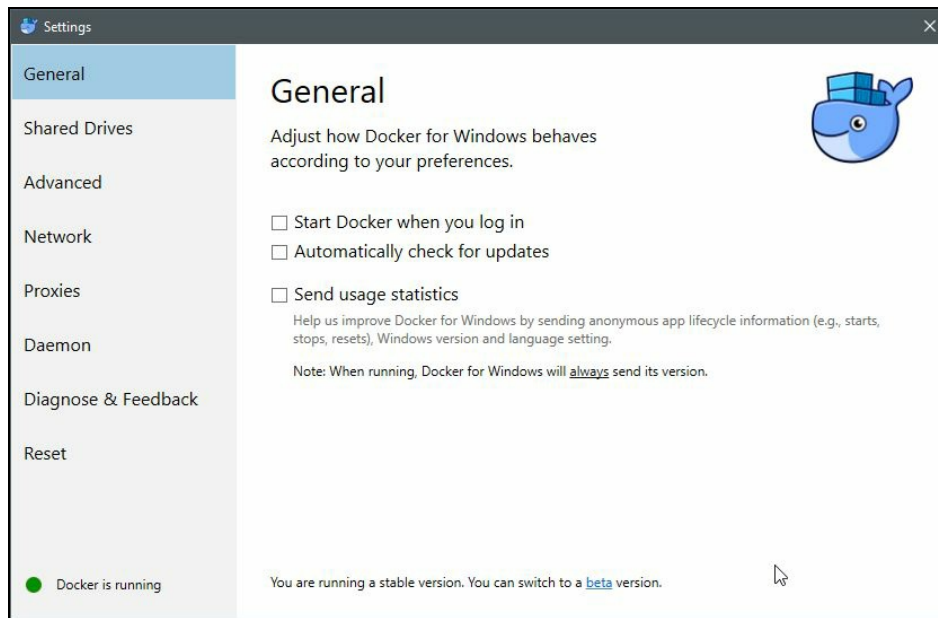 Settings
General
Shared Drives
Advanced
Network
Proxies
Daemon
Diagnose & Feedback
Reset
Docker is running
General
Adjust how Docker for Windows behaves
according to your preferences.
Start Docker when you log in
Automatically check for updates
Send usage statistics
Help us improve Docker for Windows by sending anonymous app lifecycle information (e.g., starts,
stops, resets), Windows version and language setting.
Note: When running, Docker for Windows will always send its version.
You are running a stable version. You can switch to a beta version.